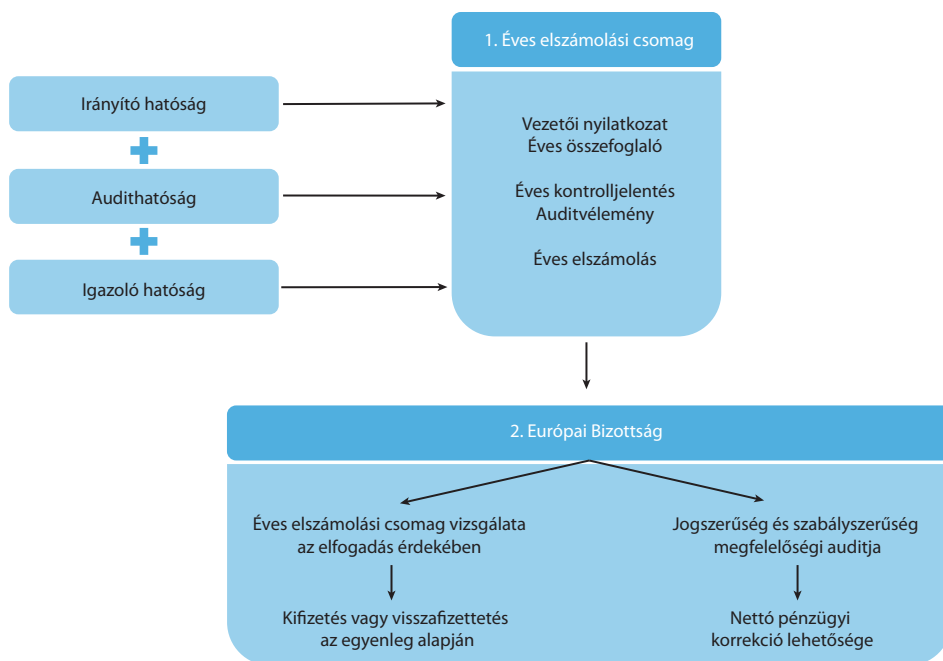 1. Éves elszámolási csomag
Irányító hatóság
Audithatóság
Igazoló hatóság
Vezetői nyilatkozat
Éves összefoglaló
Éves kontrolljelentés
Auditvélemény
Éves elszámolás
2. Európai Bizottság
Éves elszámolási csomag vizsgálata
az elfogadás érdekében
Kifizetés vagy visszafizettetés
az egyenleg alapján
Jogszerűség és szabályszerűség
megfelelőségi auditja
Nettó pénzügyi
korrekció lehetősége